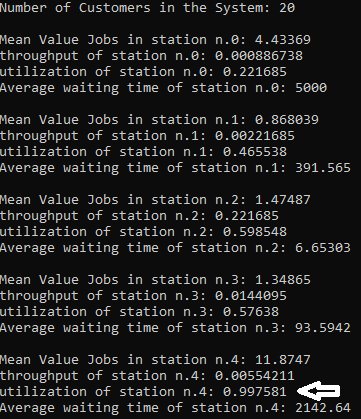 Number of Customers in the System: 20
Mean Value Jobs in station n.0: 4.43369
throughput of station n.0: 0.000886738
utilization of station n.0: 0.221685
Average waiting time of station n.0: 5000
Mean Value Jobs in station n.1: 0.868039
throughput of station n.1: 0.00221685
utilization of station n.1: 0.465538
Average waiting time of station n.1: 391.565
Mean Value Jobs in station n.2: 1.47487
throughput of station n.2: 0.221685
utilization of station n.2: 0.598548
Average waiting time of station n.2: 6.65303
Mean Value Jobs in station n.3: 1.34865
throughput of station n.3: 0.0144095
utilization of station n.3: 0.57638
Average waiting time of station n.3: 93.5942
Mean Value Jobs in station n.4: 11.8747
throughput of station n.4: 0.00554211
utilization of station n.4: 0.997581
Average waiting time of station n.4: 2142.64